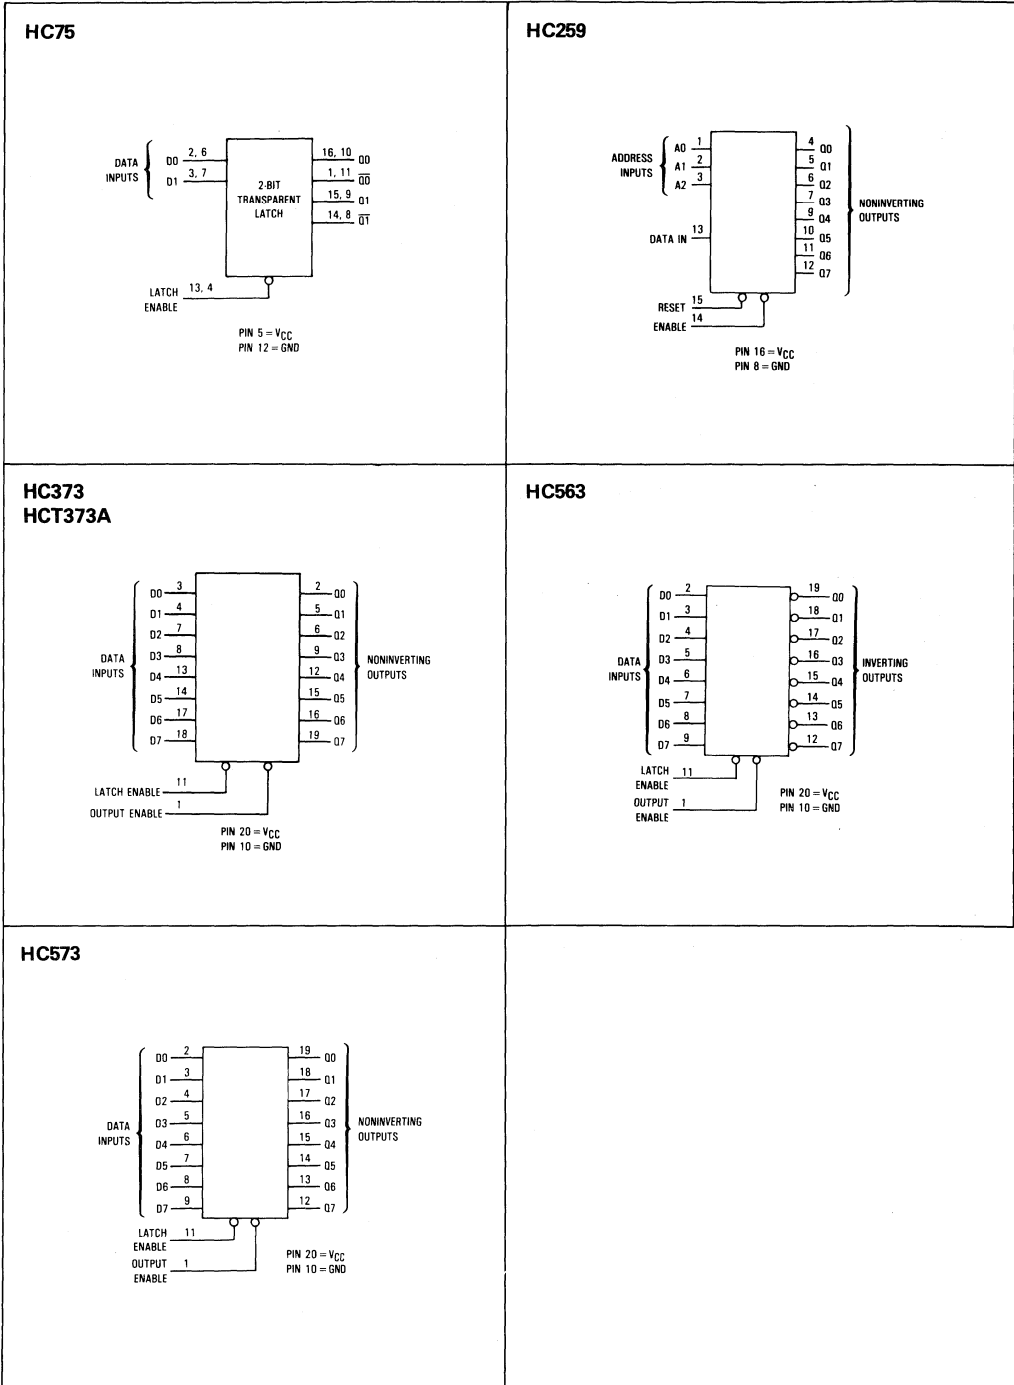 HC75
DATA INPUTS
D0 2, 6
D1 3, 7
2-BIT
TRANSPARENT
LATCH
16, 10 Q0
1, 11 Q̅0̅
15, 9 Q1
14, 8 Q̅1̅
LATCH ENABLE 13, 4
PIN 5 = VCC
PIN 12 = GND
HC259
ADDRESS INPUTS
A0 1
A1 2
A2 3
DATA IN 13
4 Q0
5 Q1
6 Q2
7 Q3
9 Q4
10 Q5
11 Q6
12 Q7
NONINVERTING OUTPUTS
RESET 15
ENABLE 14
PIN 16 = VCC
PIN 8 = GND
HC373
HCT373A
DATA INPUTS
D0 3
D1 4
D2 7
D3 8
D4 13
D5 14
D6 17
D7 18
2 Q0
5 Q1
6 Q2
9 Q3
12 Q4
15 Q5
16 Q6
19 Q7
NONINVERTING OUTPUTS
LATCH ENABLE 11
OUTPUT ENABLE 1
PIN 20 = VCC
PIN 10 = GND
HC563
DATA INPUTS
D0 2
D1 3
D2 4
D3 5
D4 6
D5 7
D6 8
D7 9
19 Q0
18 Q1
17 Q2
16 Q3
15 Q4
14 Q5
13 Q6
12 Q7
INVERTING OUTPUTS
LATCH ENABLE 11
OUTPUT ENABLE 1
PIN 20 = VCC
PIN 10 = GND
HC573
DATA INPUTS
D0 2
D1 3
D2 4
D3 5
D4 6
D5 7
D6 8
D7 9
19 Q0
18 Q1
17 Q2
16 Q3
15 Q4
14 Q5
13 Q6
12 Q7
NONINVERTING OUTPUTS
LATCH ENABLE 11
OUTPUT ENABLE 1
PIN 20 = VCC
PIN 10 = GND